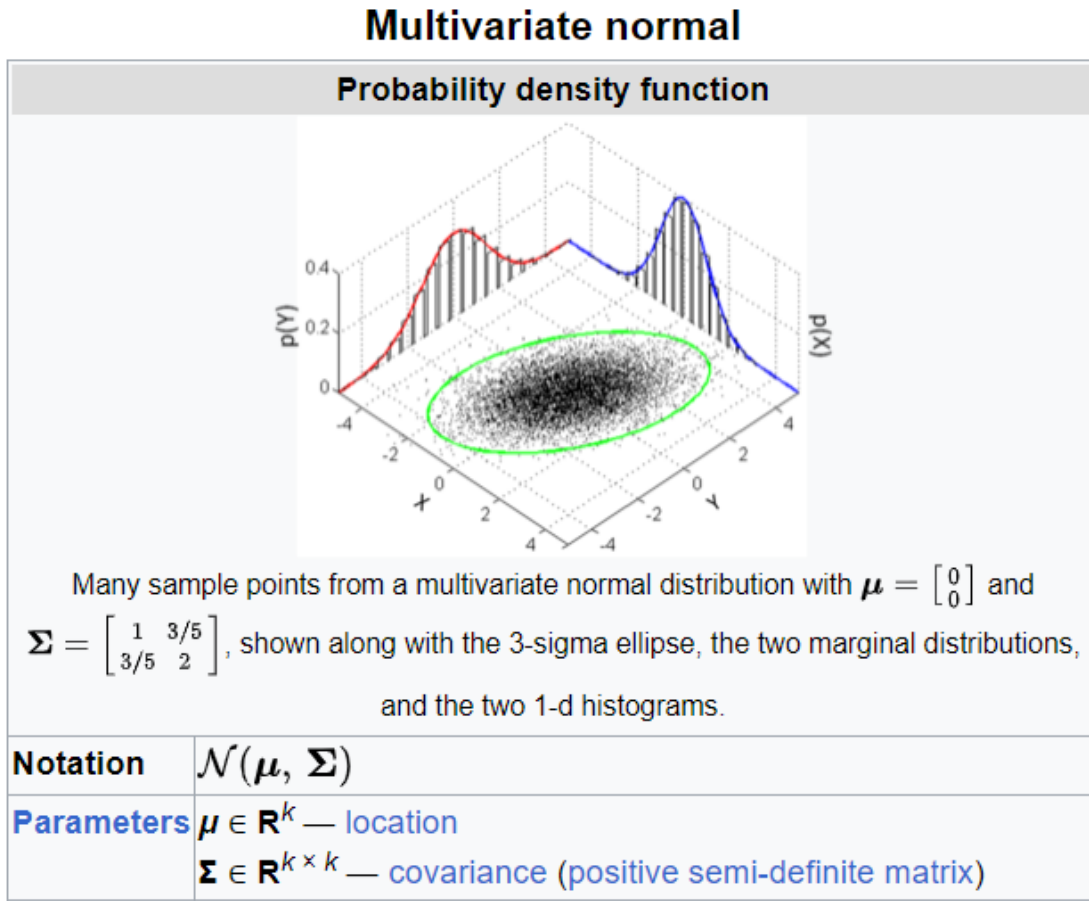 Multivariate normal
Probability density function
0.4
0.2
0
p(Y)
p(X)
-4
-2
0
2
4
X
-4
-2
0
2
4
Y
Many sample points from a multivariate normal distribution with μ = [0 0] and
Σ = [1 3/5 3/5 2], shown along with the 3-sigma ellipse, the two marginal distributions,
and the two 1-d histograms.
Notation 𝒩(μ, Σ)
Parameters μ ∈ R^k — location
Σ ∈ R^{k × k} — covariance (positive semi-definite matrix)